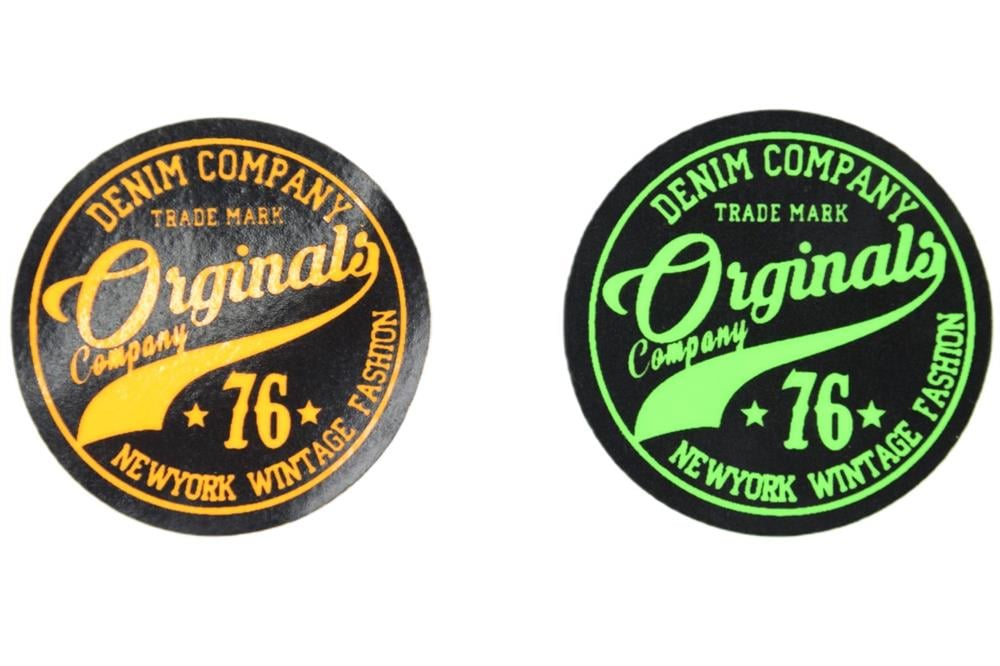 DENIM COMPANY
TRADE MARK
Orginals
Company
76
NEWYORK WINTAGE FASHION
DENIM COMPANY
TRADE MARK
Orginals
Company
76
NEWYORK WINTAGE FASHION